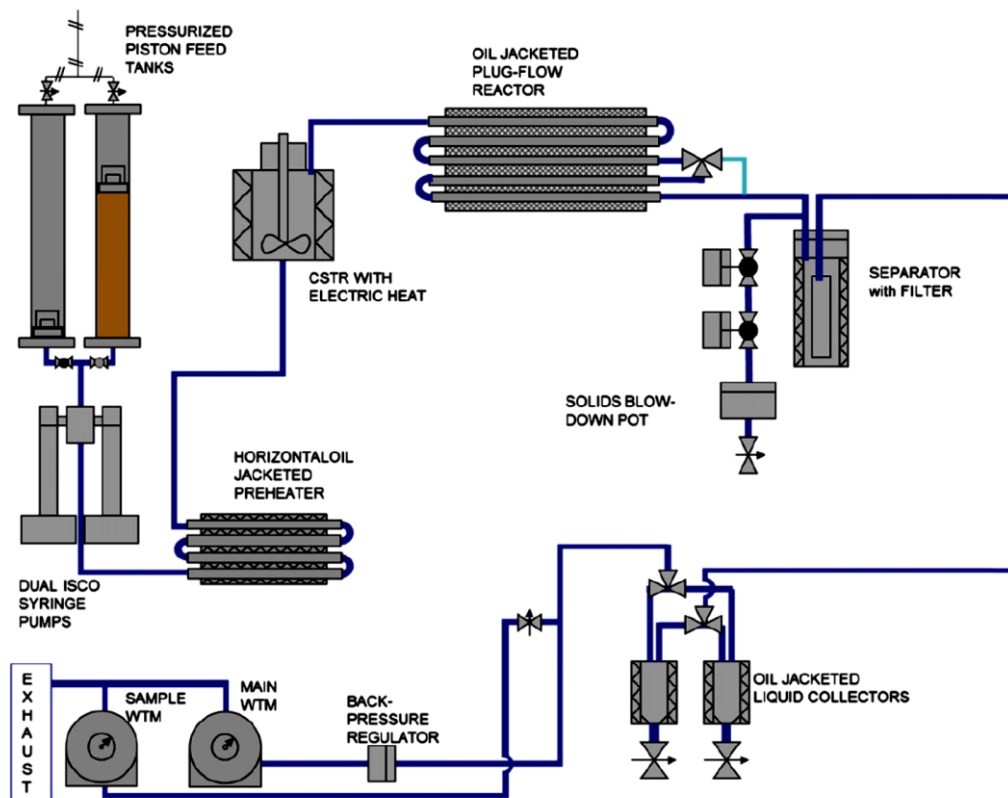 PRESSURIZED
PISTON FEED
TANKS
OIL JACKETED
PLUG-FLOW
REACTOR
CSTR WITH
ELECTRIC HEAT
SEPARATOR
with FILTER
SOLIDS BLOW-
DOWN POT
HORIZONTALOIL
JACKETED
PREHEATER
DUAL ISCO
SYRINGE
PUMPS
EXHAUST
SAMPLE
WTM
MAIN
WTM
BACK-
PRESSURE
REGULATOR
OIL JACKETED
LIQUID COLLECTORS